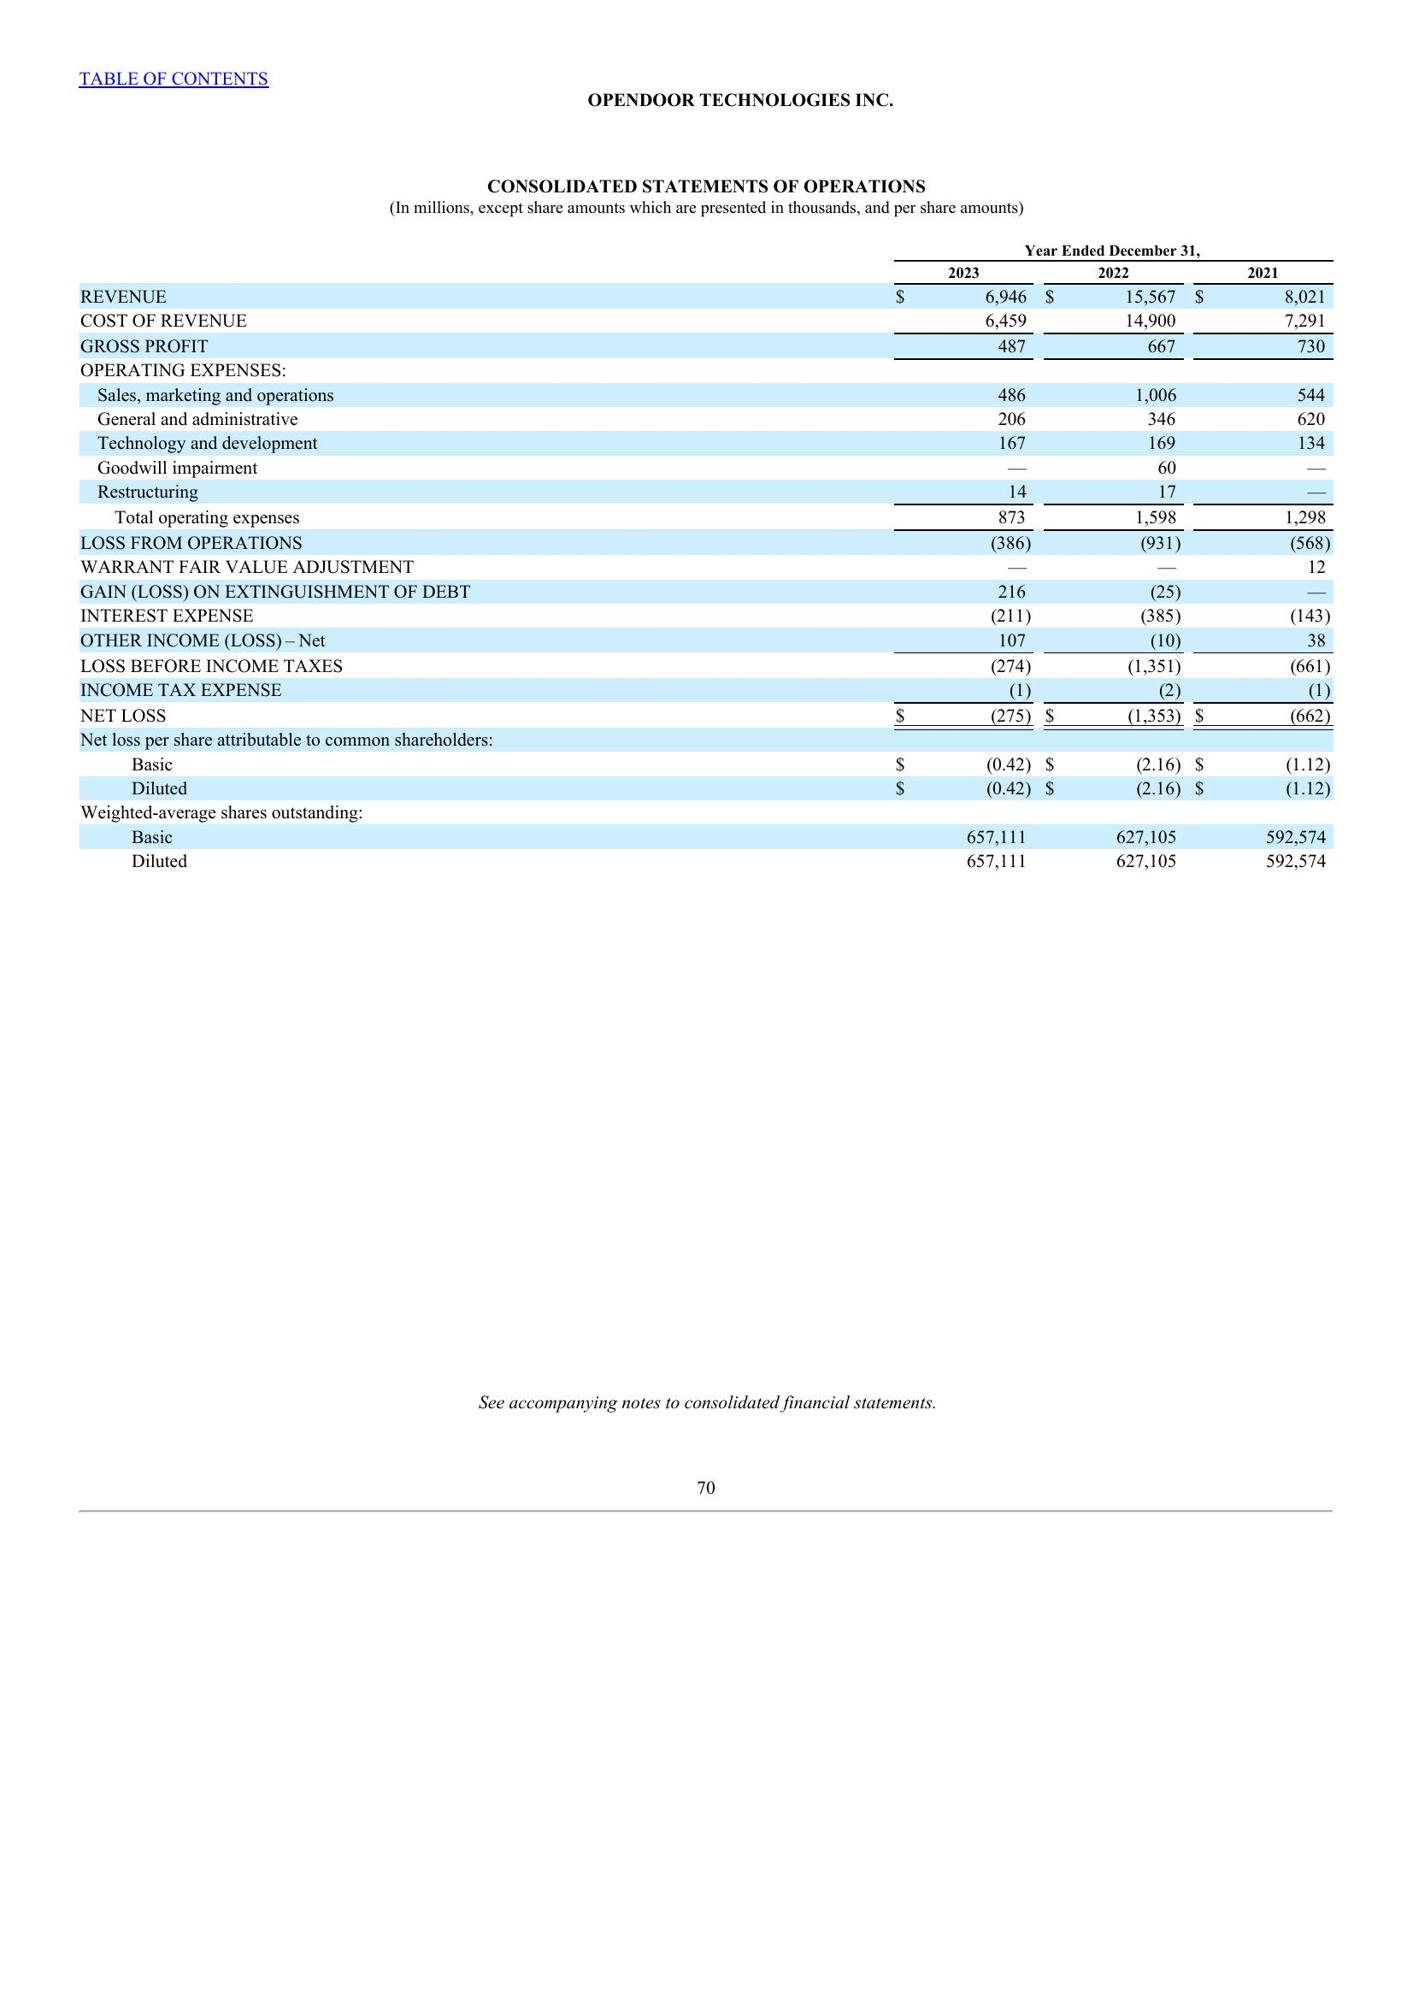 TABLE OF CONTENTS
OPENDOOR TECHNOLOGIES INC.
CONSOLIDATED STATEMENTS OF OPERATIONS
(In millions, except share amounts which are presented in thousands, and per share amounts)
Year Ended December 31,
2023 2022 2021
REVENUE $ 6,946 $ 15,567 $ 8,021
COST OF REVENUE 6,459 14,900 7,291
GROSS PROFIT 487 667 730
OPERATING EXPENSES:
Sales, marketing and operations 486 1,006 544
General and administrative 206 346 620
Technology and development 167 169 134
Goodwill impairment — 60 —
Restructuring 14 17 —
Total operating expenses 873 1,598 1,298
LOSS FROM OPERATIONS (386) (931) (568)
WARRANT FAIR VALUE ADJUSTMENT — — 12
GAIN (LOSS) ON EXTINGUISHMENT OF DEBT 216 (25) —
INTEREST EXPENSE (211) (385) (143)
OTHER INCOME (LOSS) – Net 107 (10) 38
LOSS BEFORE INCOME TAXES (274) (1,351) (661)
INCOME TAX EXPENSE (1) (2) (1)
NET LOSS $ (275) $ (1,353) $ (662)
Net loss per share attributable to common shareholders:
Basic $ (0.42) $ (2.16) $ (1.12)
Diluted $ (0.42) $ (2.16) $ (1.12)
Weighted-average shares outstanding:
Basic 657,111 627,105 592,574
Diluted 657,111 627,105 592,574
See accompanying notes to consolidated financial statements.
70